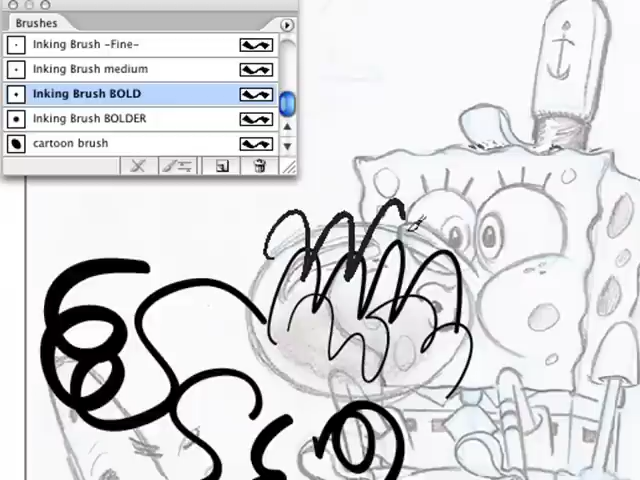 Brushes
Inking Brush -Fine-
Inking Brush medium
Inking Brush BOLD
Inking Brush BOLDER
cartoon brush